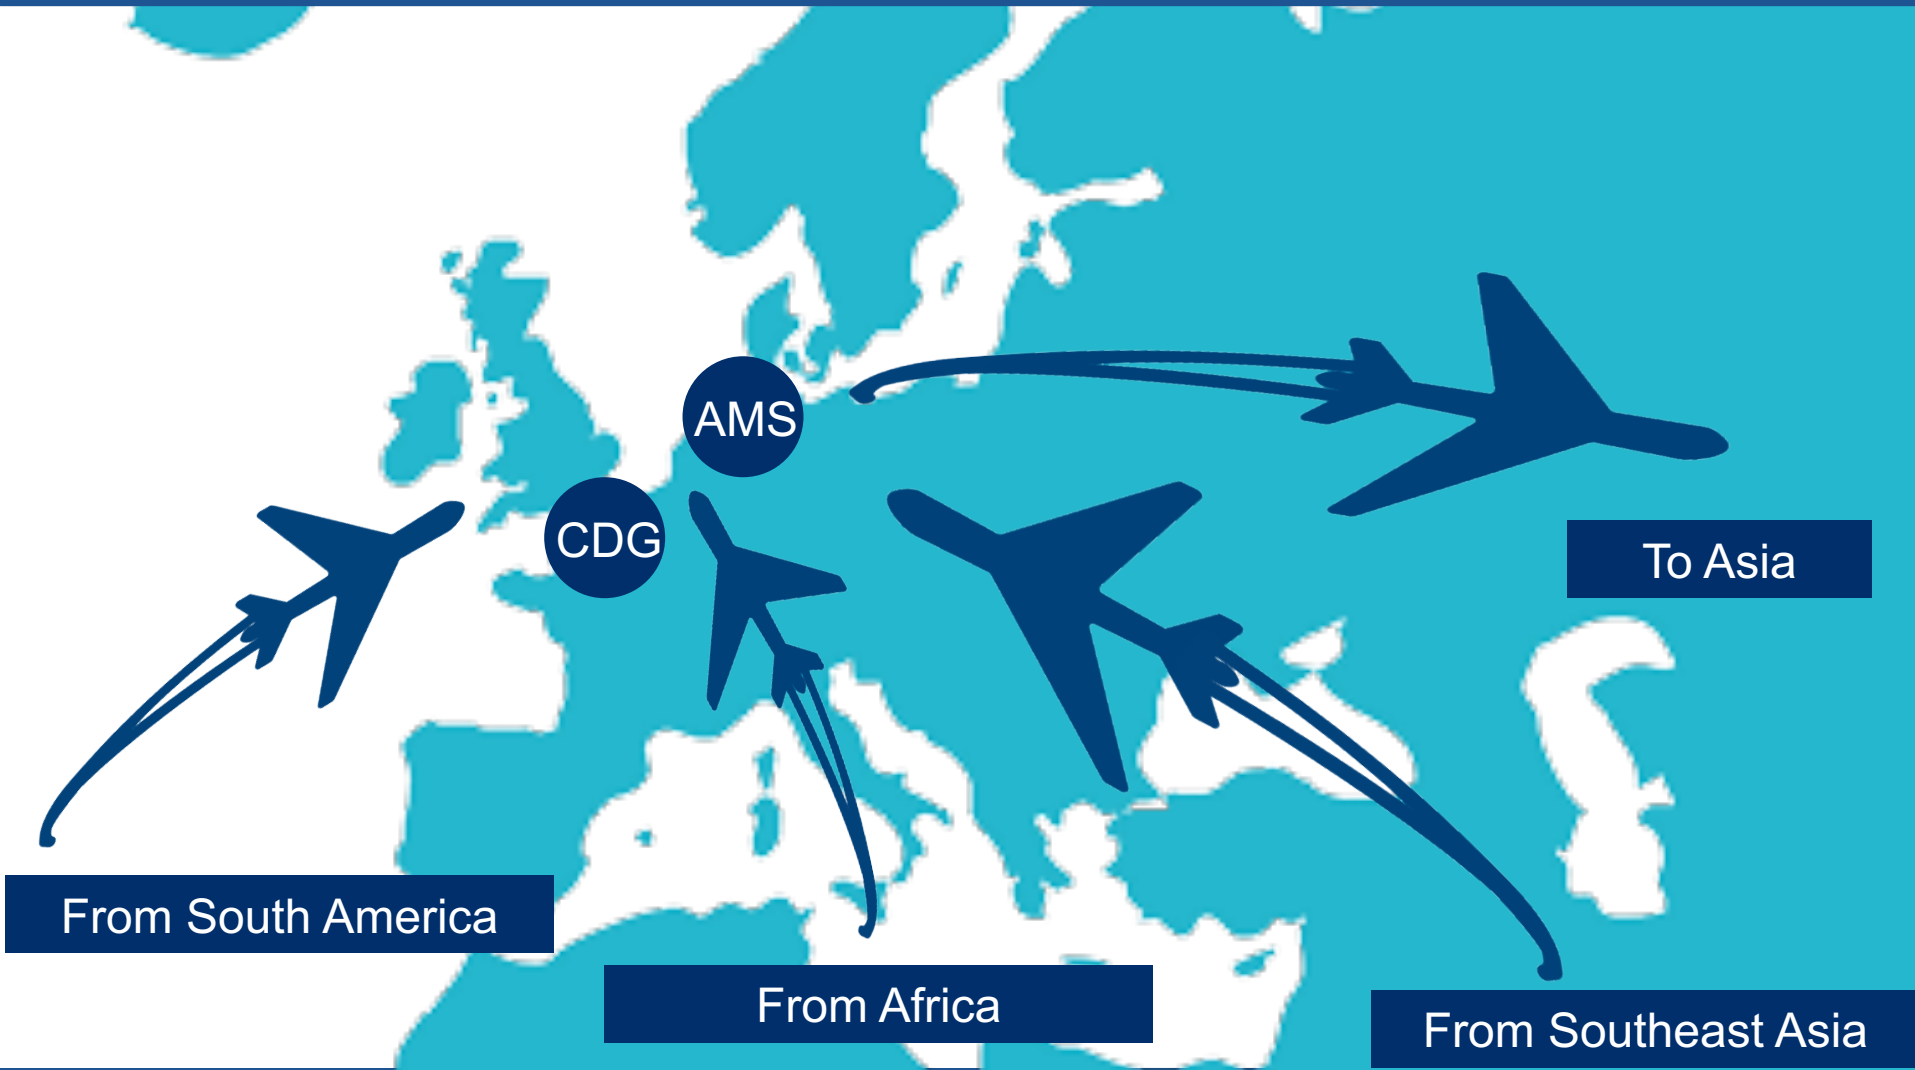 AMS
CDG
To Asia
From South America
From Africa
From Southeast Asia